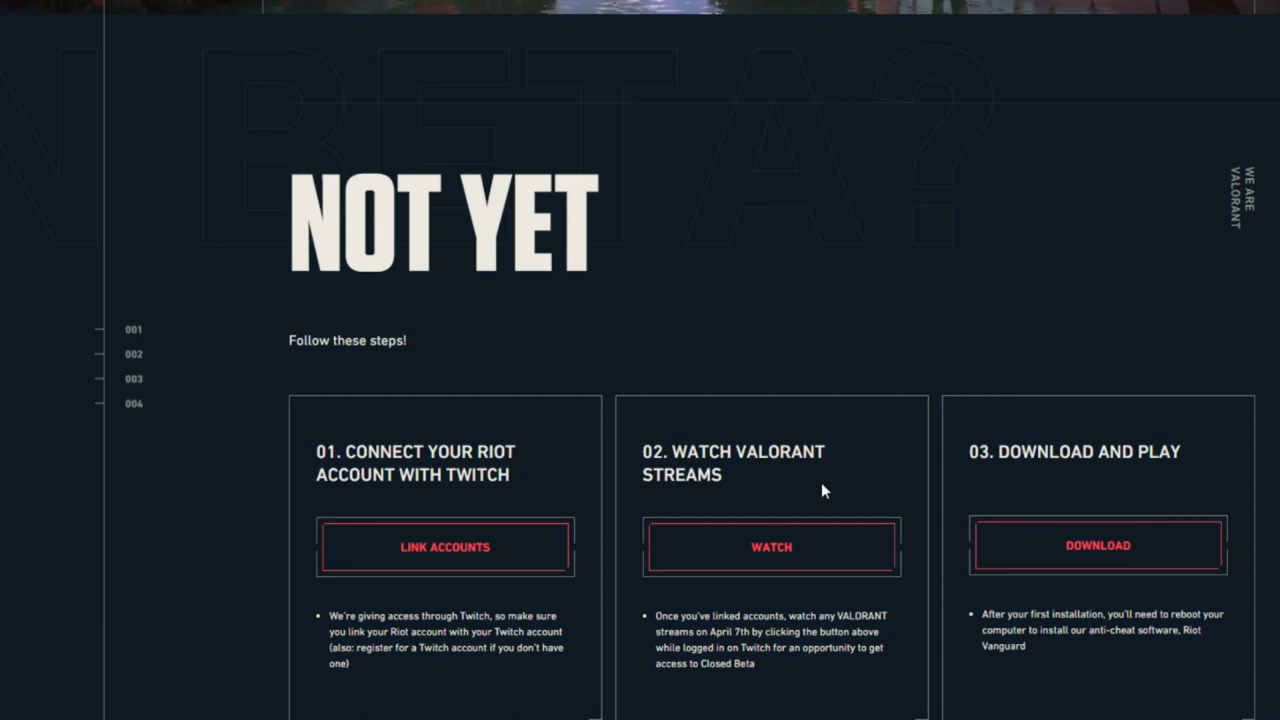 N BETA?
WE ARE
VALORANT
NOT YET
001
002
003
004
Follow these steps!
01. CONNECT YOUR RIOT
ACCOUNT WITH TWITCH
LINK ACCOUNTS
• We're giving access through Twitch, so make sure
you link your Riot account with your Twitch account
(also: register for a Twitch account if you don't have
one)
02. WATCH VALORANT
STREAMS
WATCH
• Once you've linked accounts, watch any VALORANT
streams on April 7th by clicking the button above
while logged in on Twitch for an opportunity to get
access to Closed Beta
03. DOWNLOAD AND PLAY
DOWNLOAD
• After your first installation, you'll need to reboot your
computer to install our anti-cheat software, Riot
Vanguard